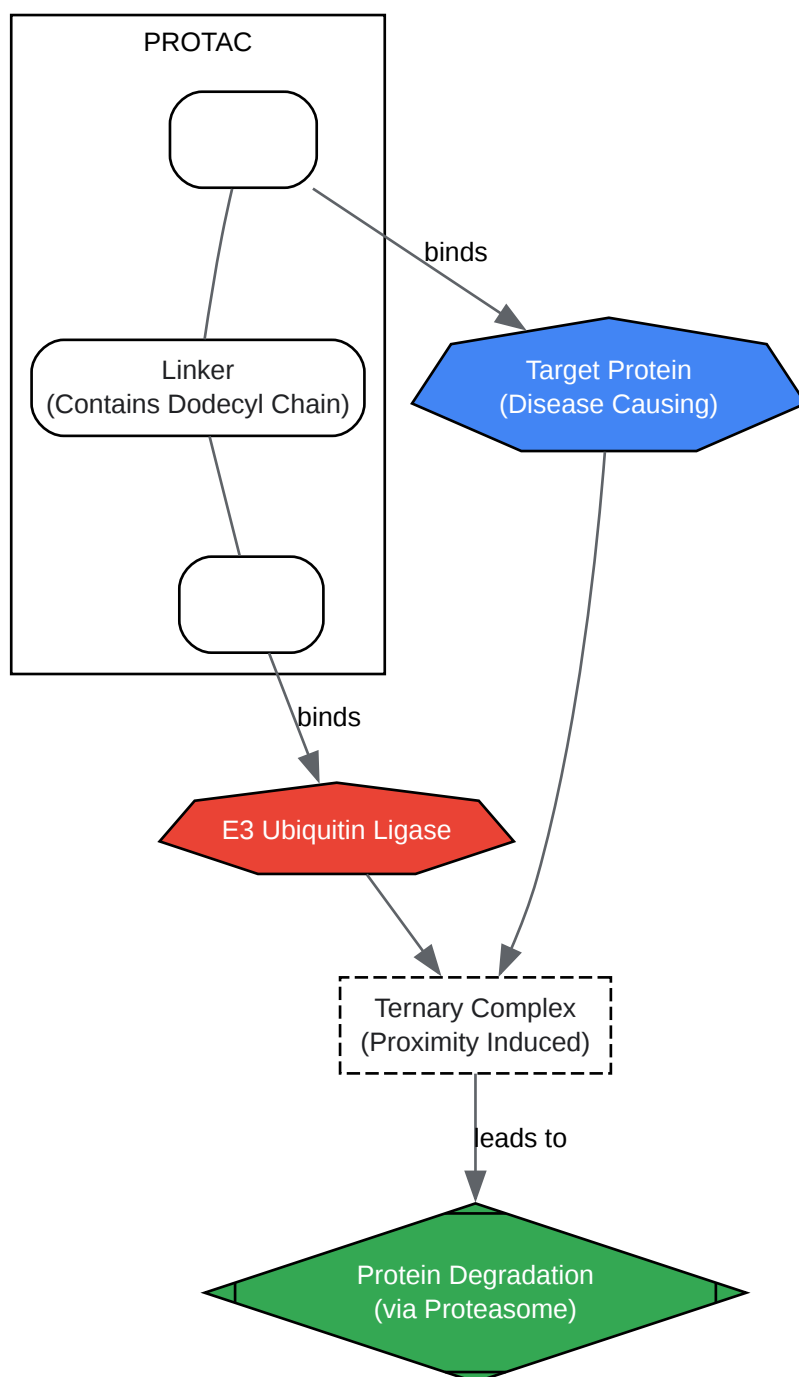 PROTAC
binds
Linker
(Contains Dodecyl Chain)
Target Protein
(Disease Causing)
binds
E3 Ubiquitin Ligase
Ternary Complex
(Proximity Induced)
leads to
Protein Degradation
(via Proteasome)